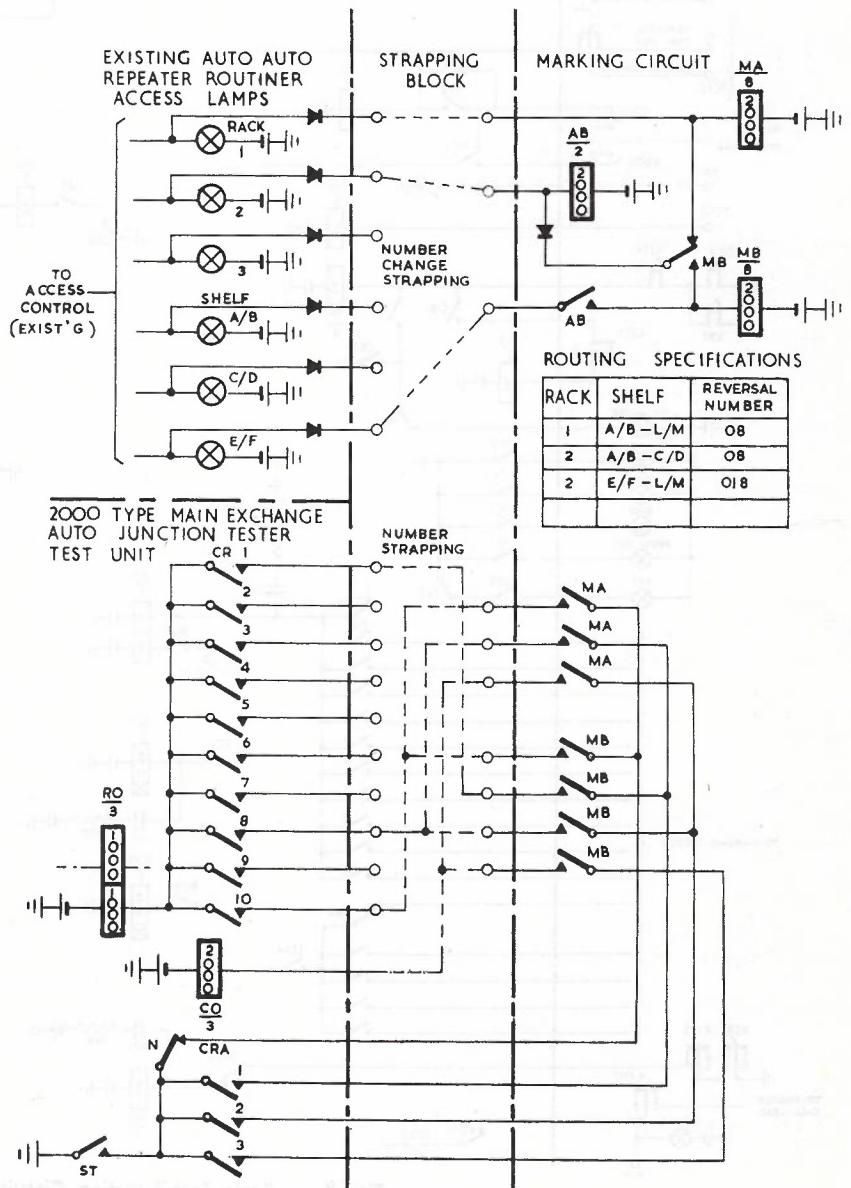 EXISTING AUTO AUTO
REPEATER ROUTINER
ACCESS LAMPS
STRAPPING
BLOCK
MARKING CIRCUIT
MA
8
2000
RACK
1
AB
2
2000
2
3
NUMBER
CHANGE
STRAPPING
MB
MB
8
2000
TO
ACCESS
CONTROL
(EXIST'G)
SHELF
A/B
AB
C/D
E/F
ROUTING SPECIFICATIONS
RACK SHELF REVERSAL NUMBER
1 A/B-L/M 08
2 A/B-C/D 08
2 E/F-L/M 018
2000 TYPE MAIN EXCHANGE
AUTO JUNCTION TESTER
TEST UNIT
NUMBER
STRAPPING
CR 1
2
3
4
5
6
7
8
9
10
MA
MA
MA
MB
MB
MB
MB
RO
3
1000
1000
2000
CO
3
N
CRA
1
2
3
ST